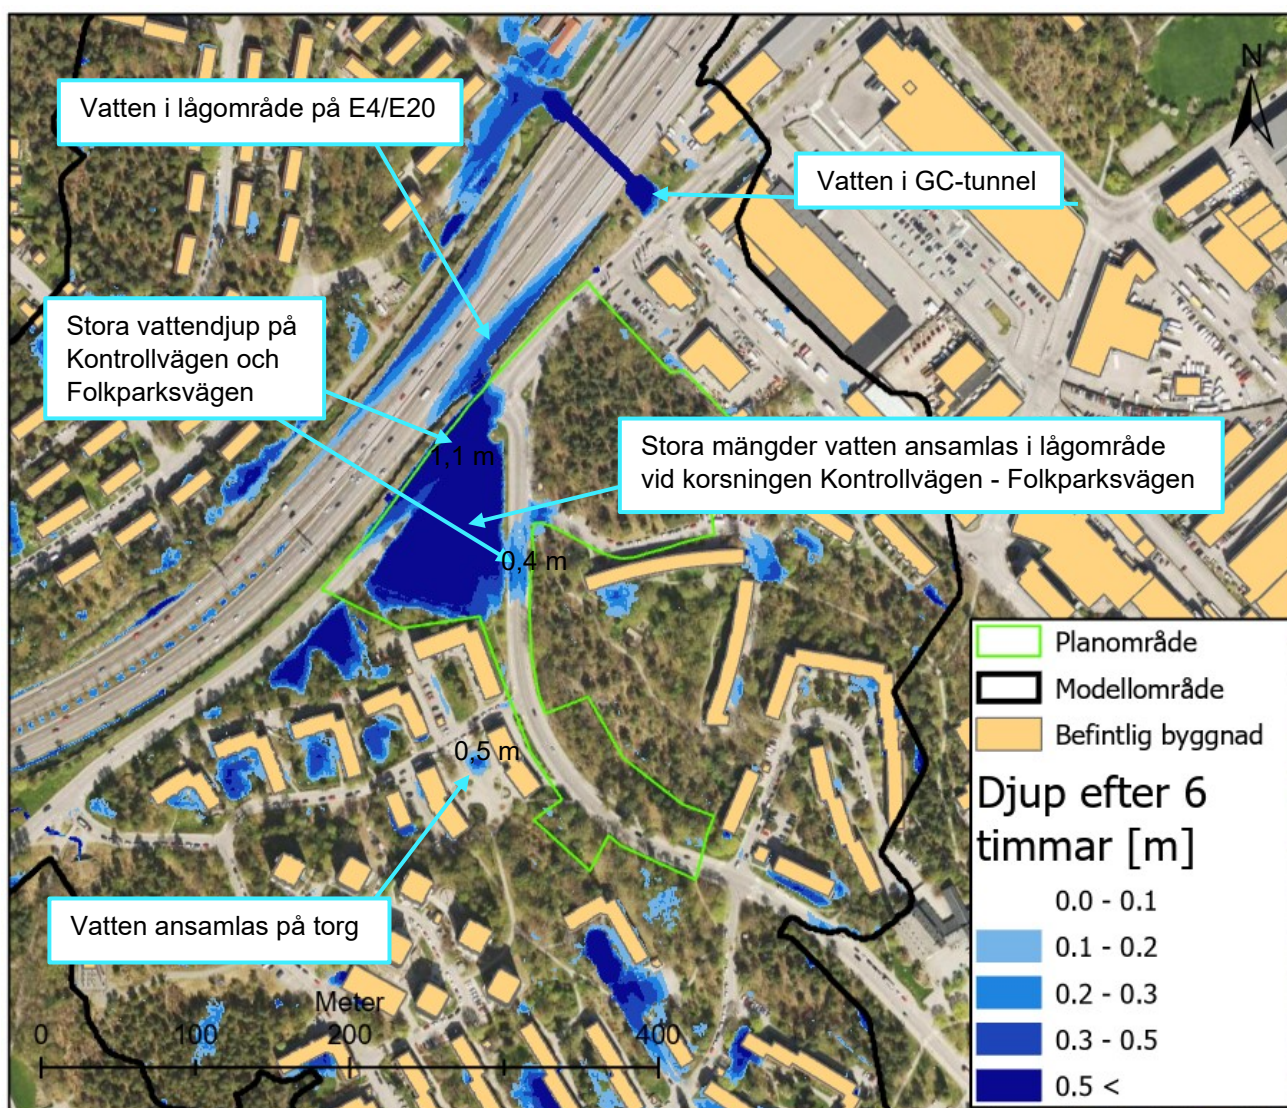 N
Vatten i lågområde på E4/E20
Vatten i GC-tunnel
Stora vattendjup på
Kontrollvägen och
Folkparksvägen
Stora mängder vatten ansamlas i lågområde
vid korsningen Kontrollvägen - Folkparksvägen
1,1 m
0,4 m
0,5 m
Vatten ansamlas på torg
Meter
0 100 200 400
Planområde
Modellområde
Befintlig byggnad
Djup efter 6
timmar [m]
0.0 - 0.1
0.1 - 0.2
0.2 - 0.3
0.3 - 0.5
0.5 <